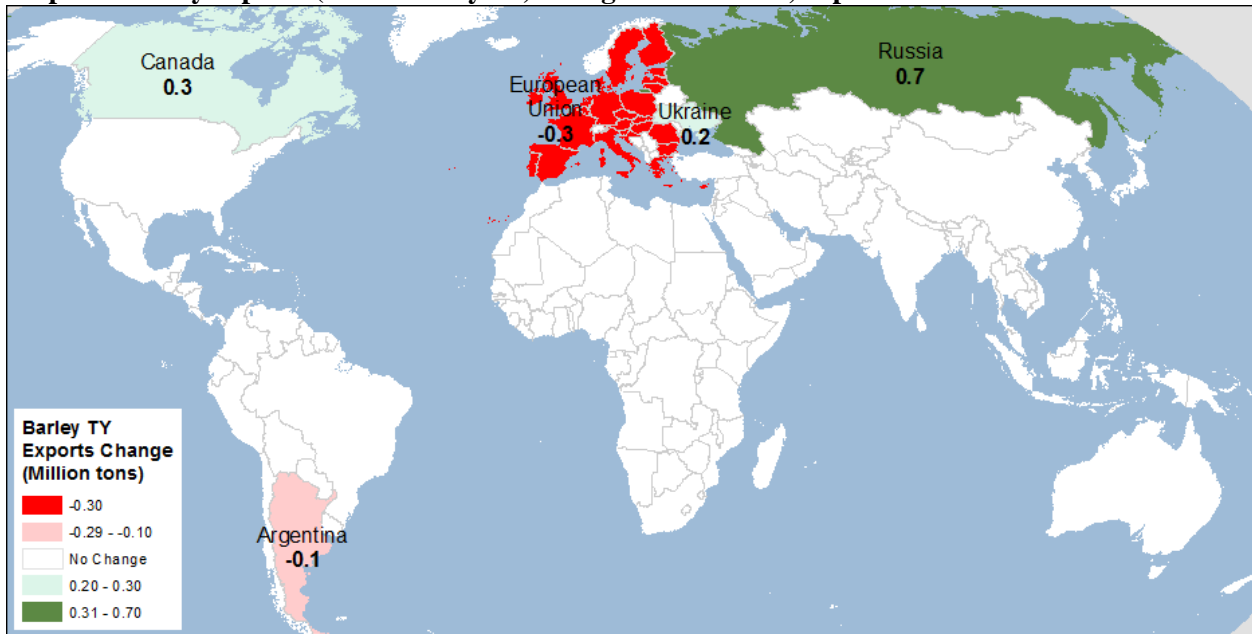 Canada
0.3
Russia
0.7
European
Union
-0.3
Ukraine
0.2
Argentina
-0.1
Barley TY
Exports Change
(Million tons)
-0.30
-0.29 - -0.10
No Change
0.20 - 0.30
0.31 - 0.70